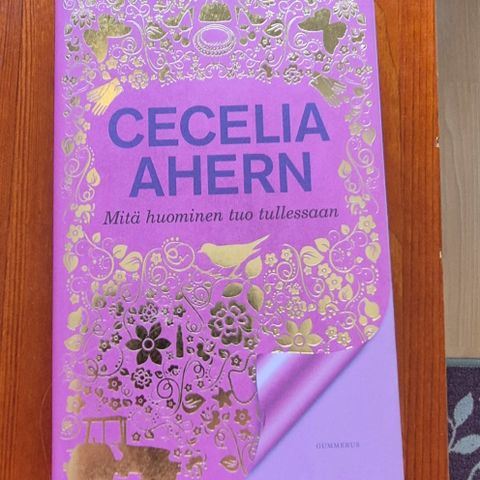 CECELIA
AHERN
Mitä huominen tuo tullessaan
GUMMERUS